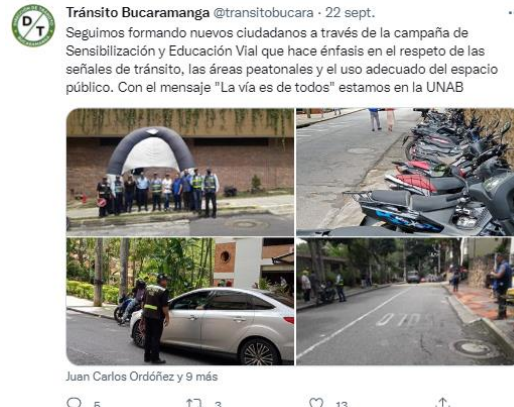 Tránsito Bucaramanga @transitobucara · 22 sept.
D T
Seguimos formando nuevos ciudadanos a través de la campaña de
Sensibilización y Educación Vial que hace énfasis en el respeto de las
señales de tránsito, las áreas peatonales y el uso adecuado del espacio
público. Con el mensaje "La vía es de todos" estamos en la UNAB
Juan Carlos Ordóñez y 9 más
5 3 13